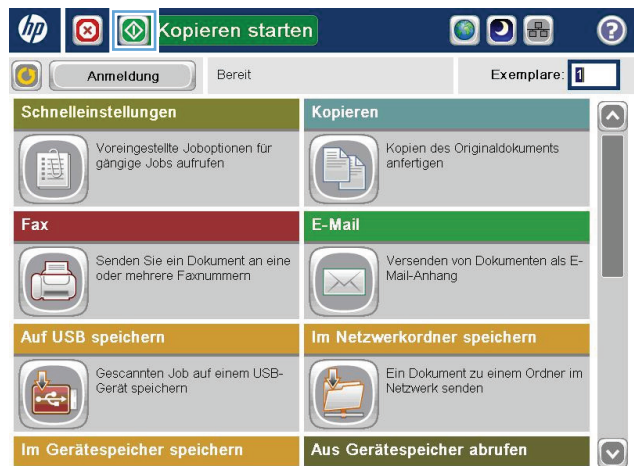 hp
Kopieren starten
?
Anmeldung
Bereit
Exemplare: 1
Schnelleinstellungen
Voreingestellte Joboptionen für
gängige Jobs aufrufen
Kopieren
Kopien des Originaldokuments
anfertigen
Fax
Senden Sie ein Dokument an eine
oder mehrere Faxnummern
E-Mail
Versenden von Dokumenten als E-
Mail-Anhang
Auf USB speichern
Gescannten Job auf einem USB-
Gerät speichern
Im Netzwerkordner speichern
Ein Dokument zu einem Ordner im
Netzwerk senden
Im Gerätespeicher speichern
Aus Gerätespeicher abrufen